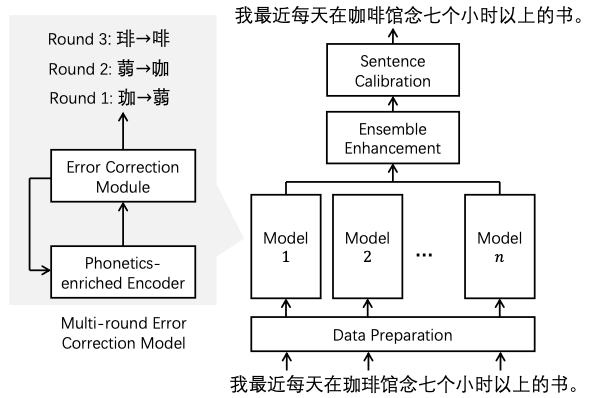 我最近每天在咖啡馆念七个小时以上的书。
Round 3: 琲→啡
Round 2: 蒻→咖
Round 1: 珈→蒻
Error Correction
Module
Phonetics-
enriched Encoder
Multi-round Error
Correction Model
Sentence
Calibration
Ensemble
Enhancement
Model
1
Model
2
...
Model
n
Data Preparation
我最近每天在珈琲馆念七个小时以上的书。